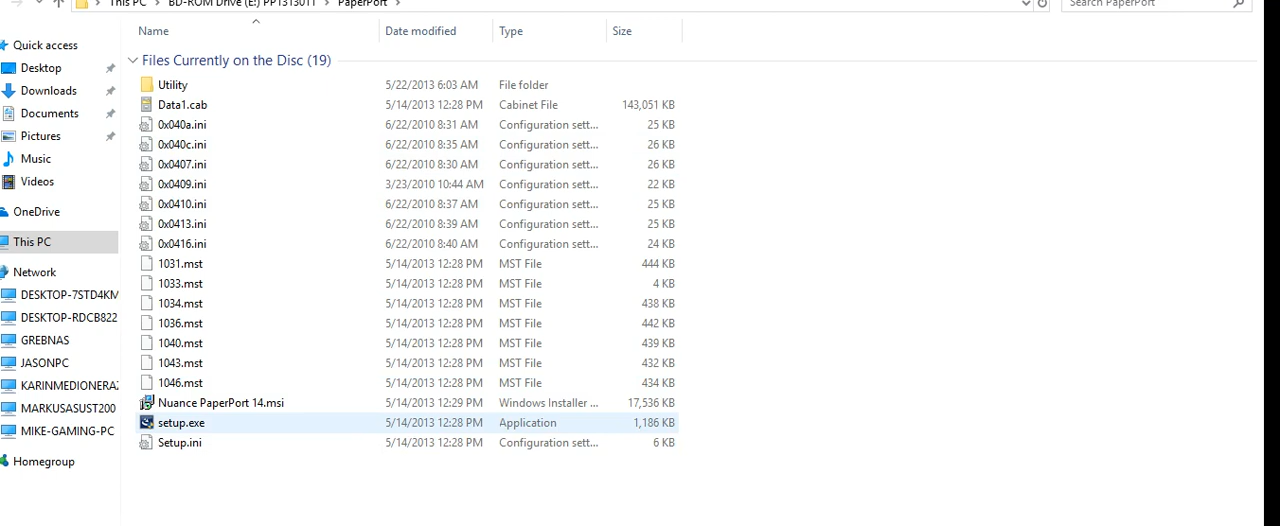 This PC > BD-ROM Drive (E:) PP1313011 > PaperPort >
Search PaperPort
Name Date modified Type Size
Quick access
Desktop
Downloads
Documents
Pictures
Music
Videos
OneDrive
This PC
Network
DESKTOP-7STD4KM
DESKTOP-RDCB822
GREBNAS
JASONPC
KARINMEDIONERAZ
MARKUSASUST200
MIKE-GAMING-PC
Homegroup
Files Currently on the Disc (19)
Utility 5/22/2013 6:03 AM File folder
Data1.cab 5/14/2013 12:28 PM Cabinet File 143,051 KB
0x040a.ini 6/22/2010 8:31 AM Configuration sett... 25 KB
0x040c.ini 6/22/2010 8:35 AM Configuration sett... 26 KB
0x0407.ini 6/22/2010 8:30 AM Configuration sett... 26 KB
0x0409.ini 3/23/2010 10:44 AM Configuration sett... 22 KB
0x0410.ini 6/22/2010 8:37 AM Configuration sett... 25 KB
0x0413.ini 6/22/2010 8:39 AM Configuration sett... 25 KB
0x0416.ini 6/22/2010 8:40 AM Configuration sett... 24 KB
1031.mst 5/14/2013 12:28 PM MST File 444 KB
1033.mst 5/14/2013 12:28 PM MST File 4 KB
1034.mst 5/14/2013 12:28 PM MST File 438 KB
1036.mst 5/14/2013 12:28 PM MST File 442 KB
1040.mst 5/14/2013 12:28 PM MST File 439 KB
1043.mst 5/14/2013 12:28 PM MST File 432 KB
1046.mst 5/14/2013 12:28 PM MST File 434 KB
Nuance PaperPort 14.msi 5/14/2013 12:29 PM Windows Installer ... 17,536 KB
setup.exe 5/14/2013 12:28 PM Application 1,186 KB
Setup.ini 5/14/2013 12:28 PM Configuration sett... 6 KB